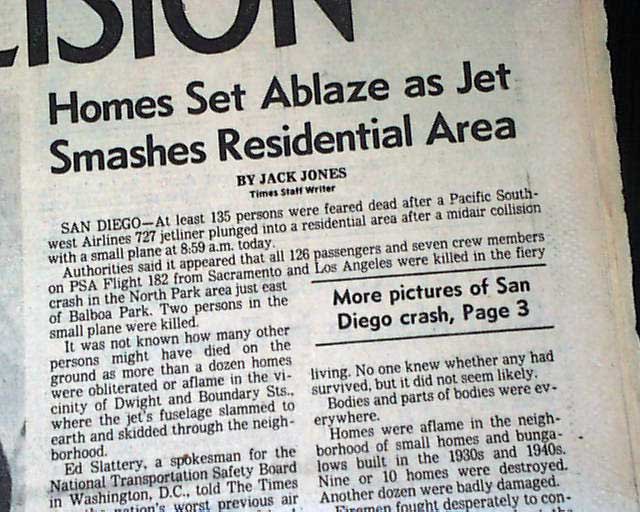 LISION
Homes Set Ablaze as Jet
Smashes Residential Area
BY JACK JONES
Times Staff Writer
SAN DIEGO—At least 135 persons were feared dead after a Pacific South-
west Airlines 727 jetliner plunged into a residential area after a midair collision
with a small plane at 8:59 a.m. today.
Authorities said it appeared that all 126 passengers and seven crew members
on PSA Flight 182 from Sacramento and Los Angeles were killed in the fiery
crash in the North Park area just east
of Balboa Park. Two persons in the
small plane were killed.
It was not known how many other
persons might have died on the
ground as more than a dozen homes
were obliterated or aflame in the vi-
cinity of Dwight and Boundary Sts.,
where the jet's fuselage slammed to
earth and skidded through the neigh-
borhood.
Ed Slattery, a spokesman for the
National Transportation Safety Board
in Washington, D.C., told The Times
nation's worst previous air
More pictures of San
Diego crash, Page 3
living. No one knew whether any had
survived, but it did not seem likely.
Bodies and parts of bodies were ev-
erywhere.
Homes were aflame in the neigh-
borhood of small homes and bunga-
lows built in the 1930s and 1940s.
Nine or 10 homes were destroyed.
Another dozen were badly damaged.
Firemen fought desperately to con-
the